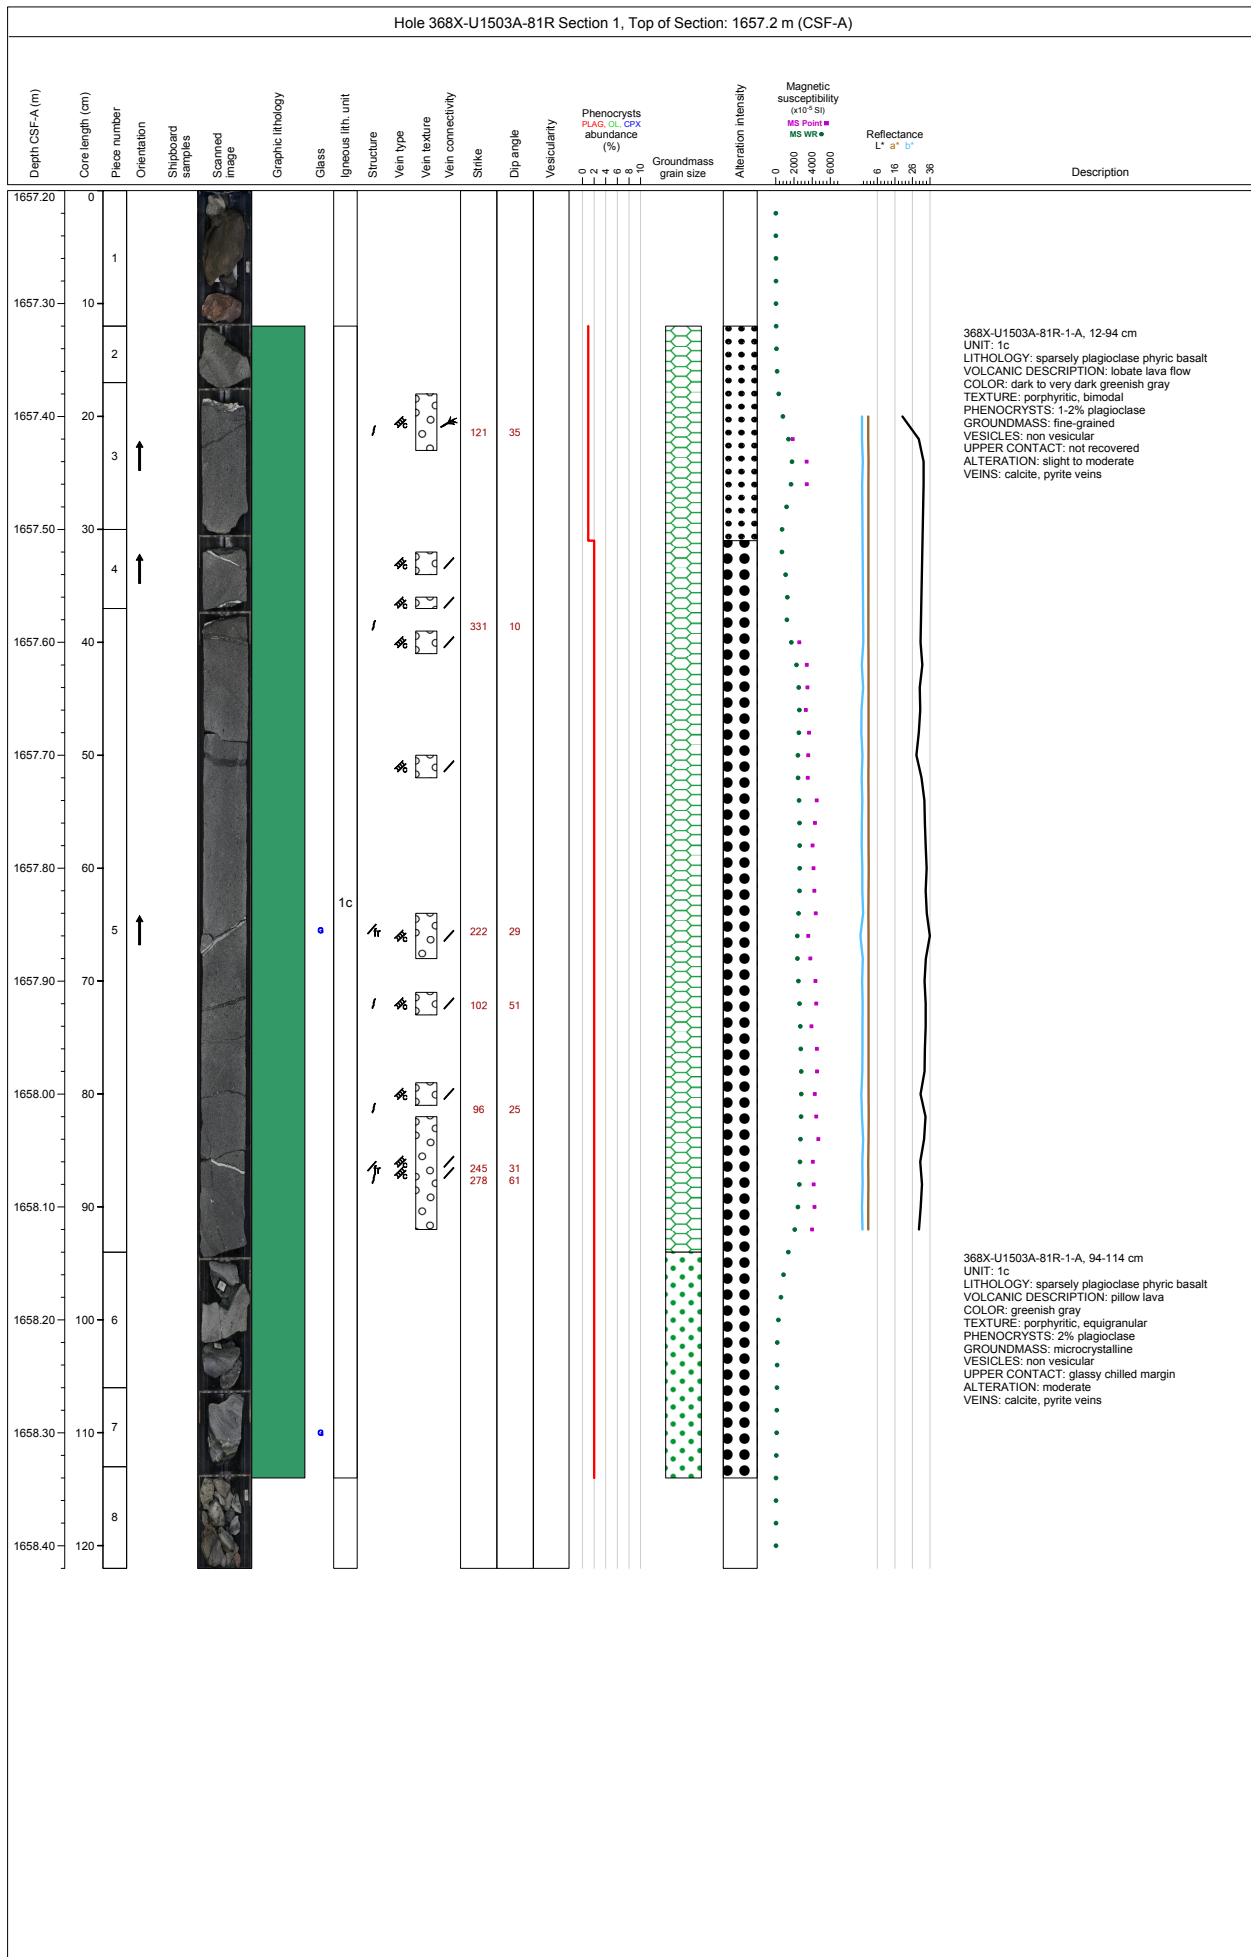 Hole 368X-U1503A-81R Section 1, Top of Section: 1657.2 m (CSF-A)
Depth CSF-A (m)
Core length (cm)
Piece number
Orientation
Shipboard
samples
Scanned
image
Graphic lithology
Glass
Igneous lith. unit
Structure
Vein type
Vein texture
Vein connectivity
Strike
Dip angle
Vesicularity
Phenocrysts
PLAG, OL, CPX
abundance
(%)
0 2 4 6 8 10
Groundmass
grain size
Alteration intensity
Magnetic
susceptibility
(x10-5 SI)
MS Point
MS WR
0 2000 4000 6000
Reflectance
L* a* b*
6 16 26 36
Description
1657.20 0
1
1657.30 10
368X-U1503A-81R-1-A, 12-94 cm
UNIT: 1c
2
LITHOLOGY: sparsely plagioclase phyric basalt
VOLCANIC DESCRIPTION: lobate lava flow
COLOR: dark to very dark greenish gray
TEXTURE: porphyritic, bimodal
PHENOCRYSTS: 1-2% plagioclase
1657.40 20
GROUNDMASS: fine-grained
c
121 35
VESICLES: non vesicular
UPPER CONTACT: not recovered
3
ALTERATION: slight to moderate
VEINS: calcite, pyrite veins
1657.50 30
c
4
c
331 10
1657.60 40
c
1657.70 50
c
1657.80 60
1c
5
G
fr
c
222 29
1657.90 70
c
102 51
1658.00 80
c
96 25
c
fr
245 31
c
278 61
1658.10 90
368X-U1503A-81R-1-A, 94-114 cm
UNIT: 1c
LITHOLOGY: sparsely plagioclase phyric basalt
VOLCANIC DESCRIPTION: pillow lava
COLOR: greenish gray
1658.20 100
6
TEXTURE: porphyritic, equigranular
PHENOCRYSTS: 2% plagioclase
GROUNDMASS: microcrystalline
VESICLES: non vesicular
UPPER CONTACT: glassy chilled margin
ALTERATION: moderate
VEINS: calcite, pyrite veins
7
1658.30 110
G
8
1658.40 120